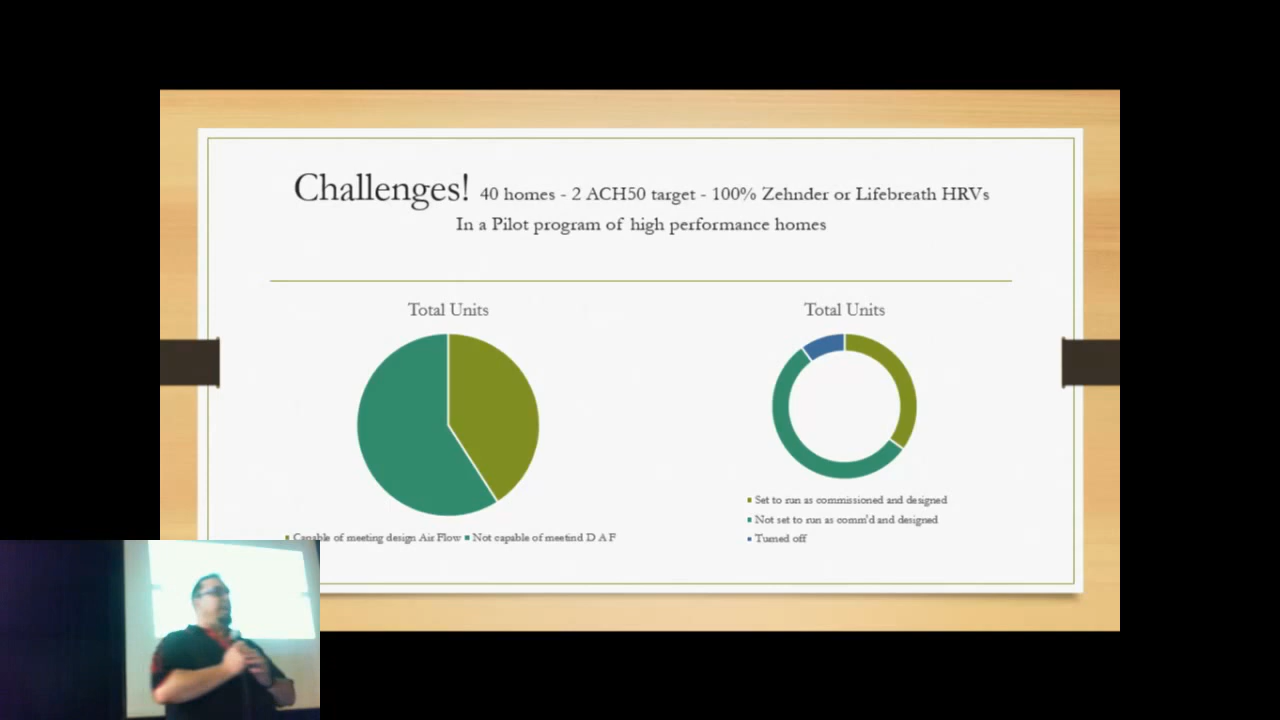 Challenges! 40 homes - 2 ACH50 target - 100% Zehnder or Lifebreath HRVs
In a Pilot program of high performance homes
Total Units
Capable of meeting design Air Flow Not capable of meetind D A F
Total Units
Set to run as commissioned and designed
Not set to run as comm'd and designed
Turned off